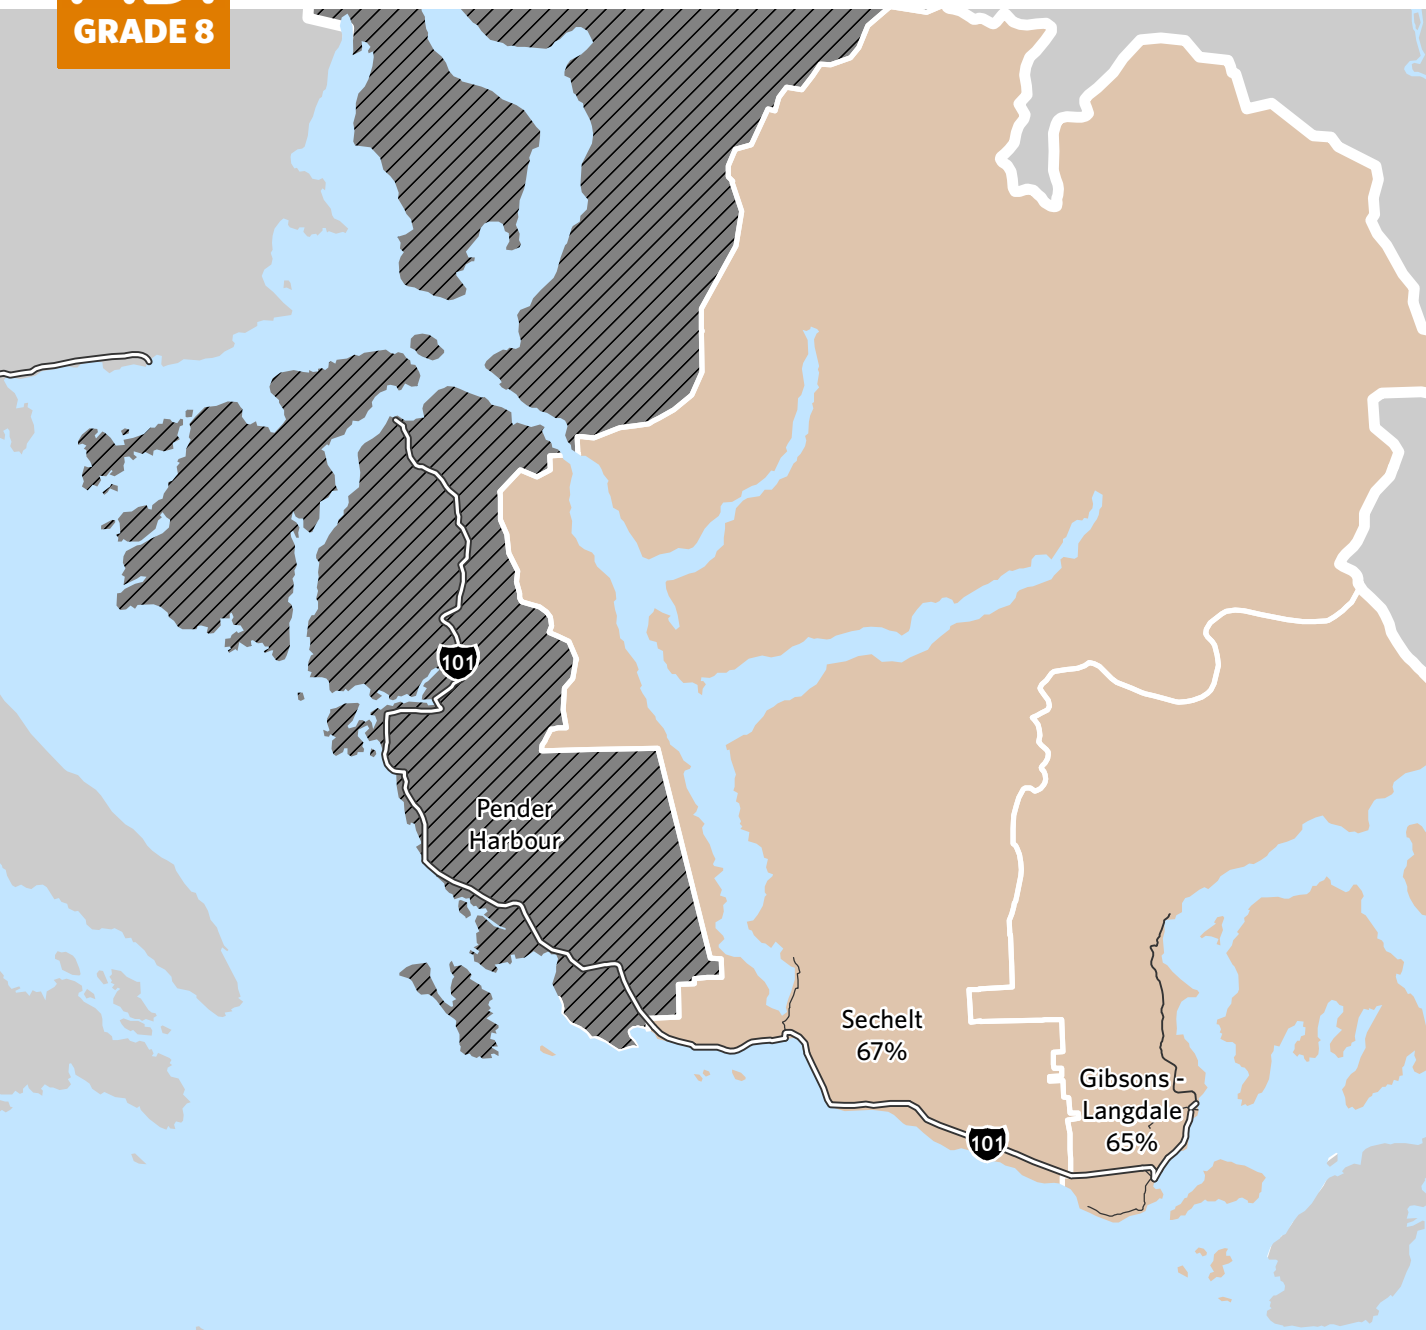 GRADE 8
101
Pender
Harbour
Sechelt
67%
Gibsons -
Langdale
65%
101